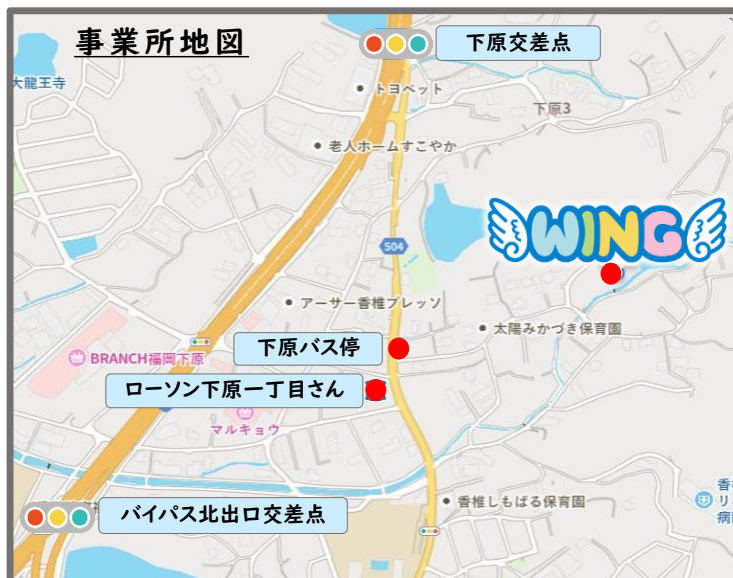 事業所地図
下原交差点
大龍王寺
トヨペット
下原3
老人ホームすこやか
WING
504
アーサー香椎プレッソ
太陽みかづき保育園
下原バス停
BRANCH福岡下原
ローソン下原一丁目さん
マルキョウ
バイパス北出口交差点
香椎しもばる保育園